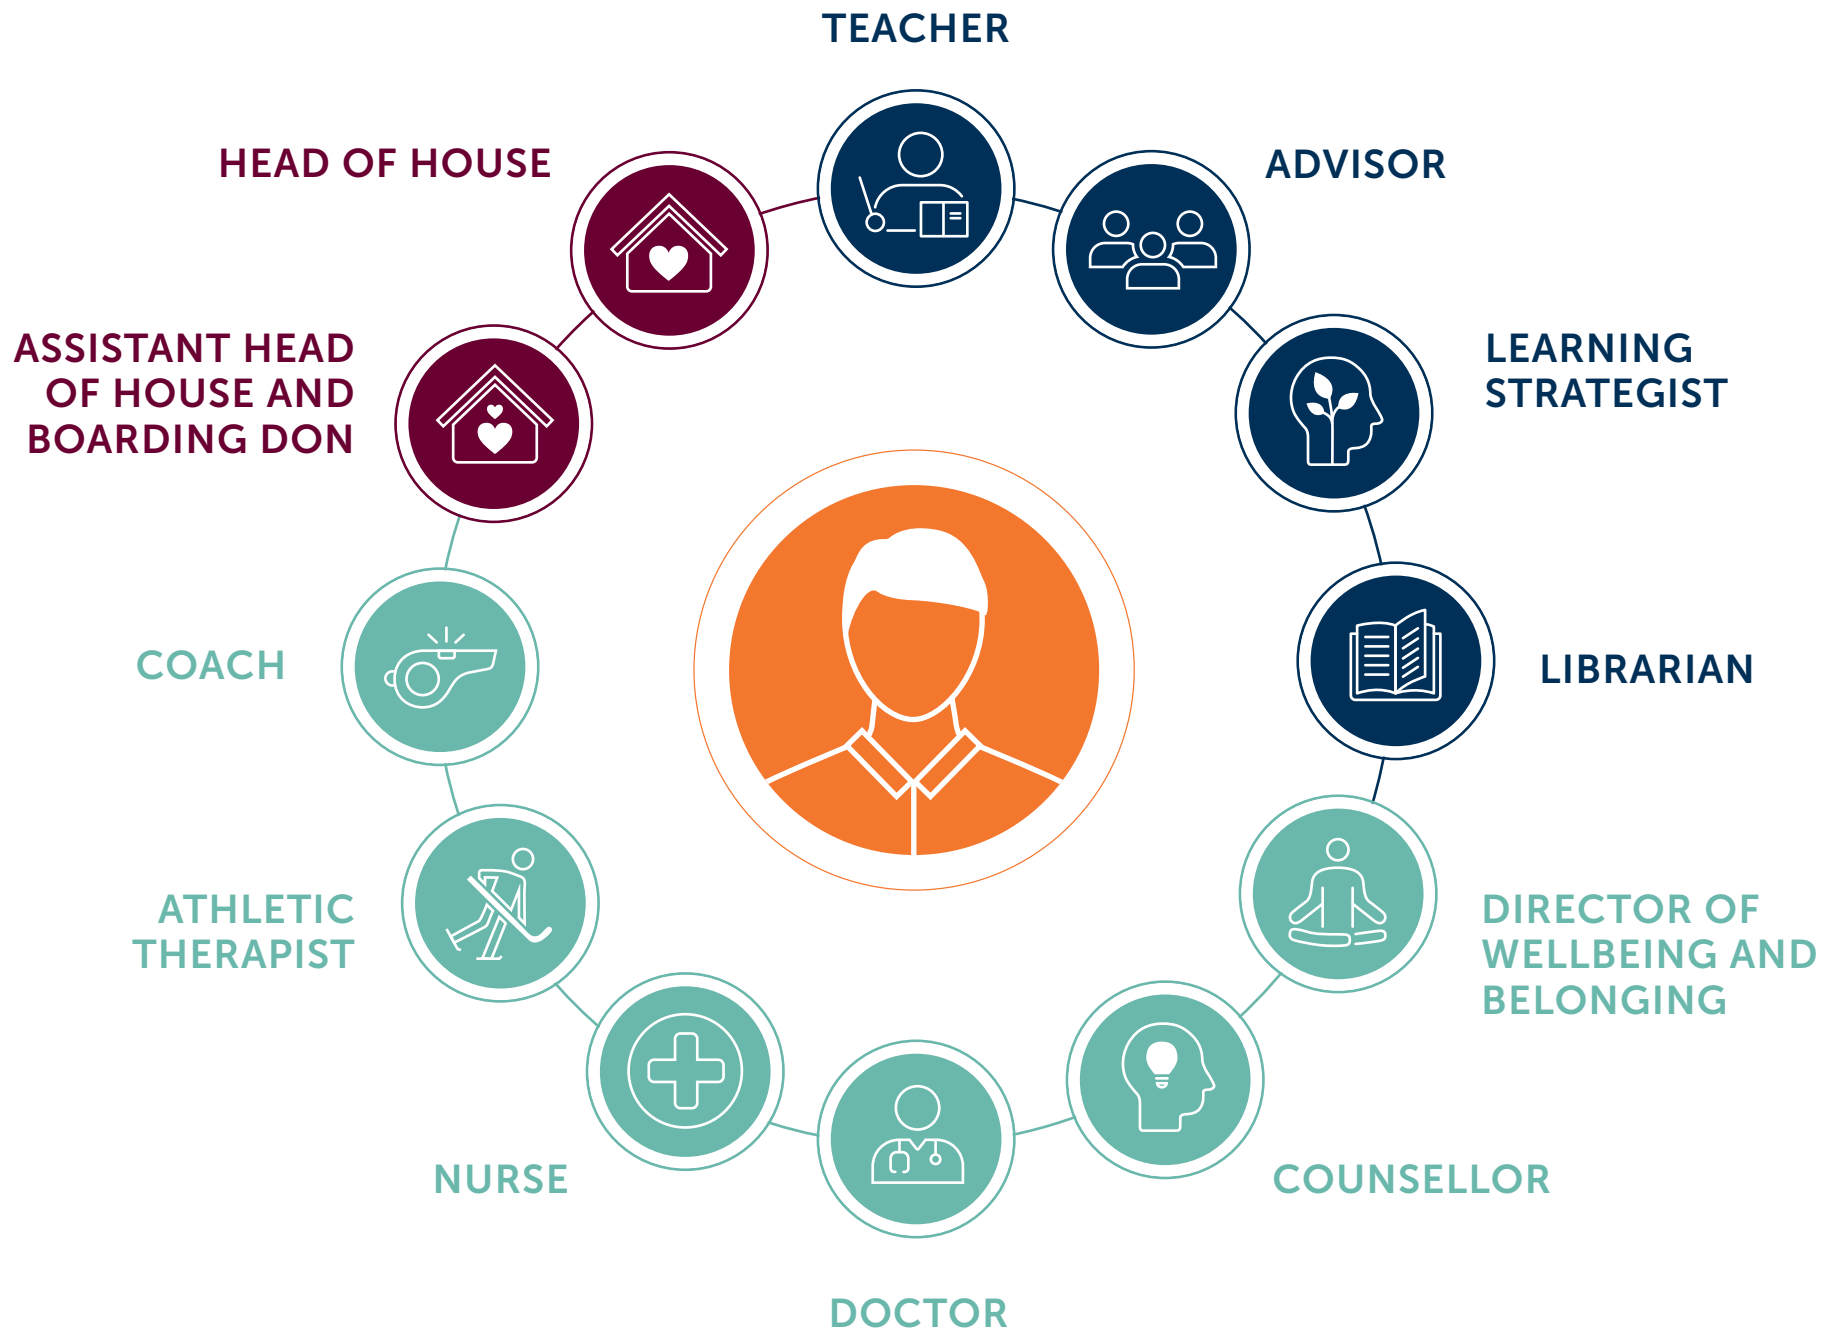 TEACHER
ADVISOR
LEARNING
STRATEGIST
LIBRARIAN
DIRECTOR OF
WELLBEING AND
BELONGING
COUNSELLOR
DOCTOR
NURSE
ATHLETIC
THERAPIST
COACH
ASSISTANT HEAD
OF HOUSE AND
BOARDING DON
HEAD OF HOUSE